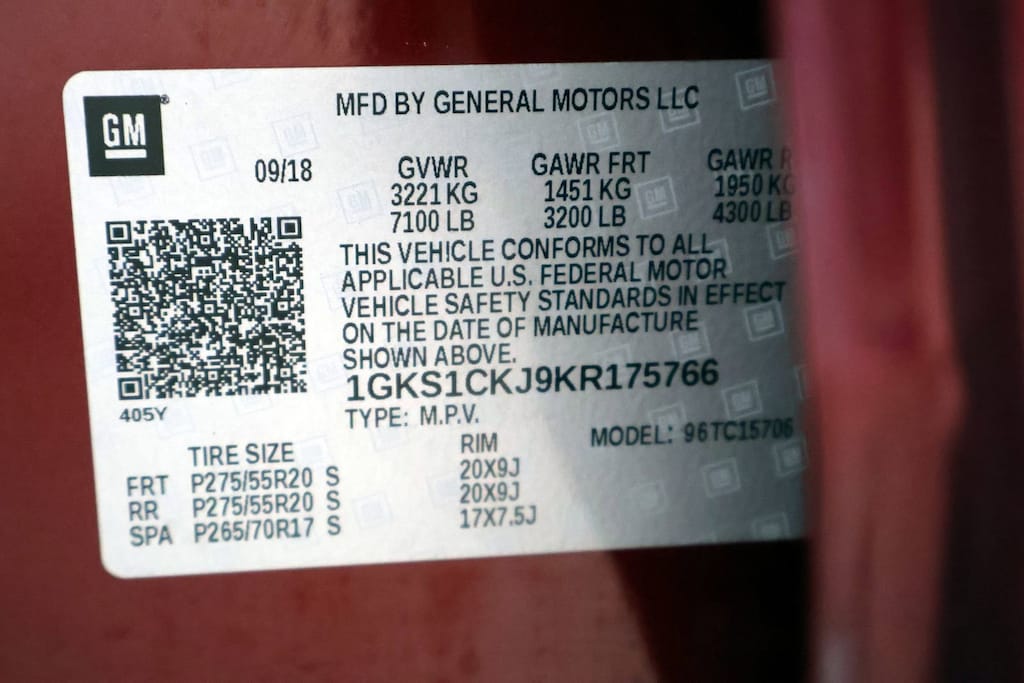 GM
MFD BY GENERAL MOTORS LLC
09/18 GVWR GAWR FRT GAWR
3221 KG 1451 KG 1950 KG
7100 LB 3200 LB 4300 LB
THIS VEHICLE CONFORMS TO ALL
APPLICABLE U.S. FEDERAL MOTOR
VEHICLE SAFETY STANDARDS IN EFFECT
ON THE DATE OF MANUFACTURE
SHOWN ABOVE.
1GKS1CKJ9KR175766
405Y
TYPE: M.P.V.
MODEL: 96TC15706
TIRE SIZE RIM
FRT P275/55R20 S 20X9J
RR P275/55R20 S 20X9J
SPA P265/70R17 S 17X7.5J